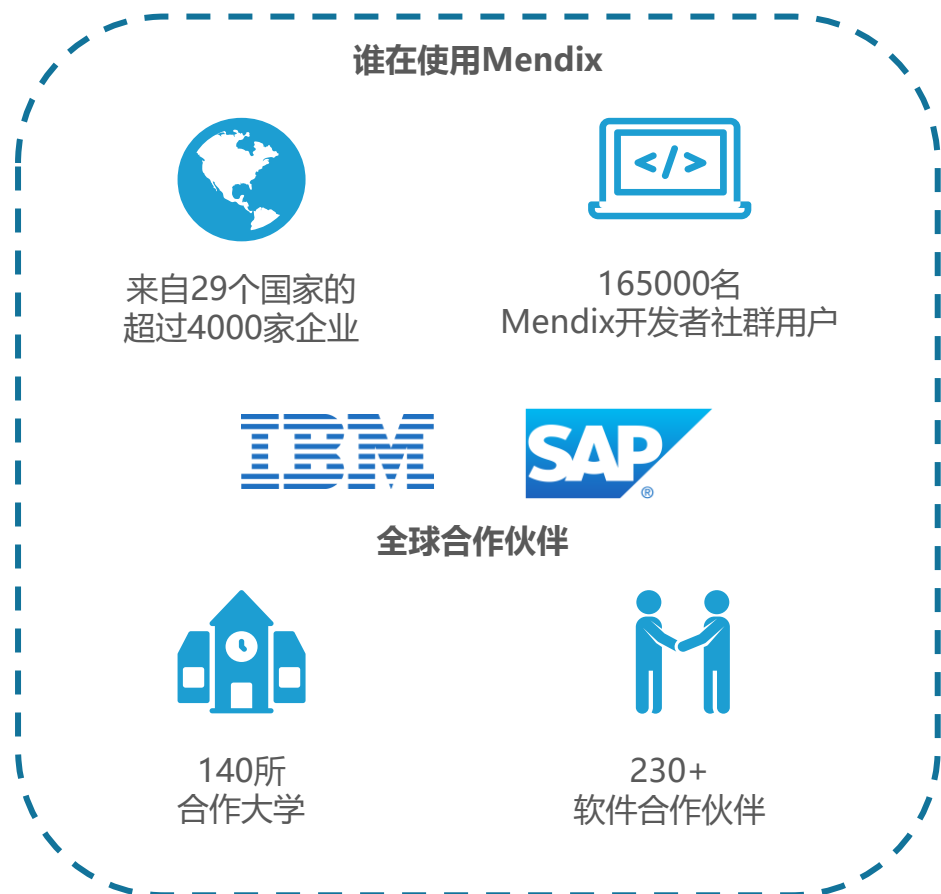 谁在使用Mendix
</>
来自29个国家的
超过4000家企业
165000名
Mendix开发者社群用户
IBM
SAP
®
全球合作伙伴
140所
合作大学
230+
软件合作伙伴